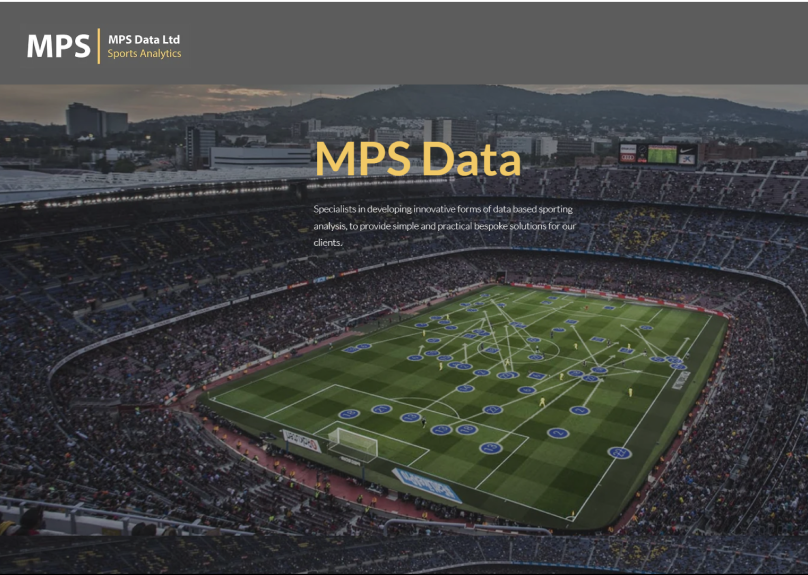 MPS
MPS Data Ltd
Sports Analytics
MPS Data
Specialists in developing innovative forms of data based sporting
analysis, to provide simple and practical bespoke solutions for our
clients.